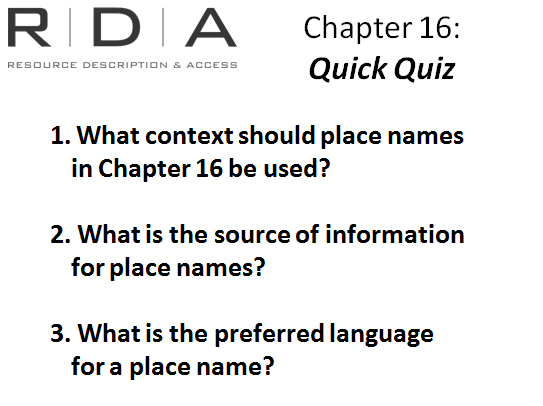 R | D | A
RESOURCE DESCRIPTION & ACCESS
Chapter 16:
Quick Quiz
1. What context should place names
in Chapter 16 be used?
2. What is the source of information
for place names?
3. What is the preferred language
for a place name?